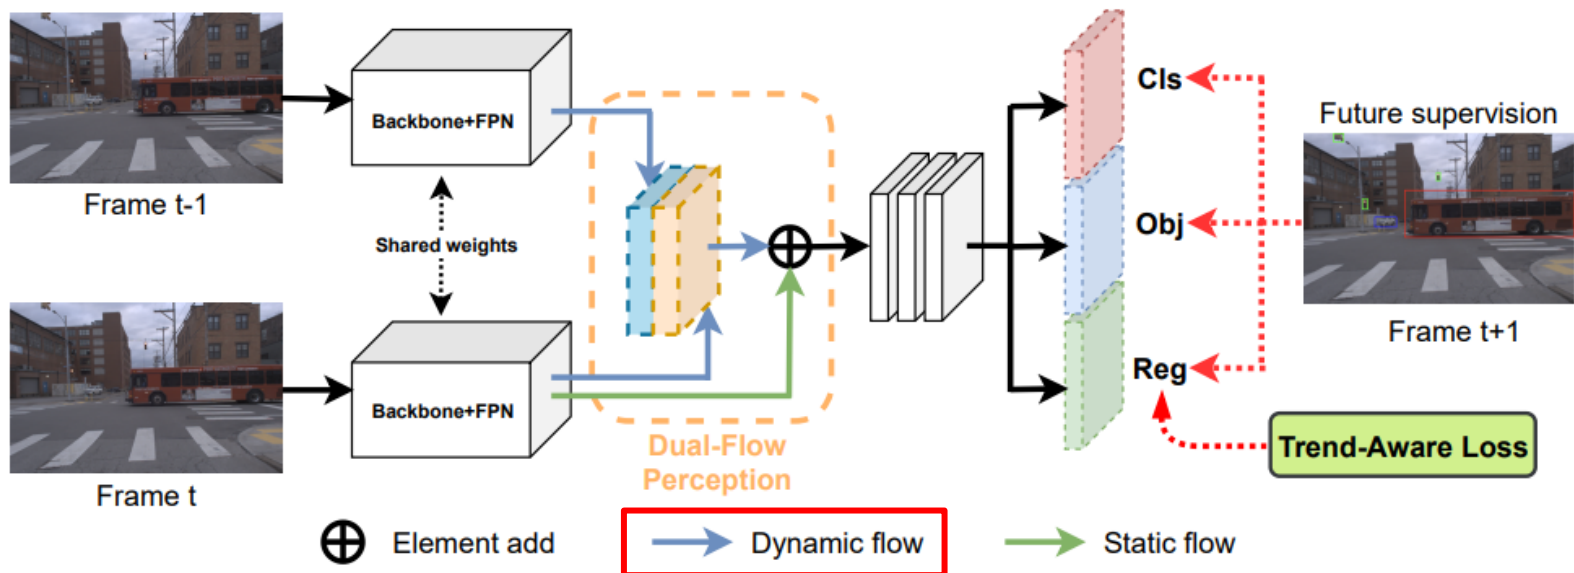 Frame t-1
Backbone+FPN
Shared weights
Frame t
Backbone+FPN
Dual-Flow
Perception
Cls
Obj
Reg
Future supervision
Frame t+1
Trend-Aware Loss
Element add
Dynamic flow
Static flow